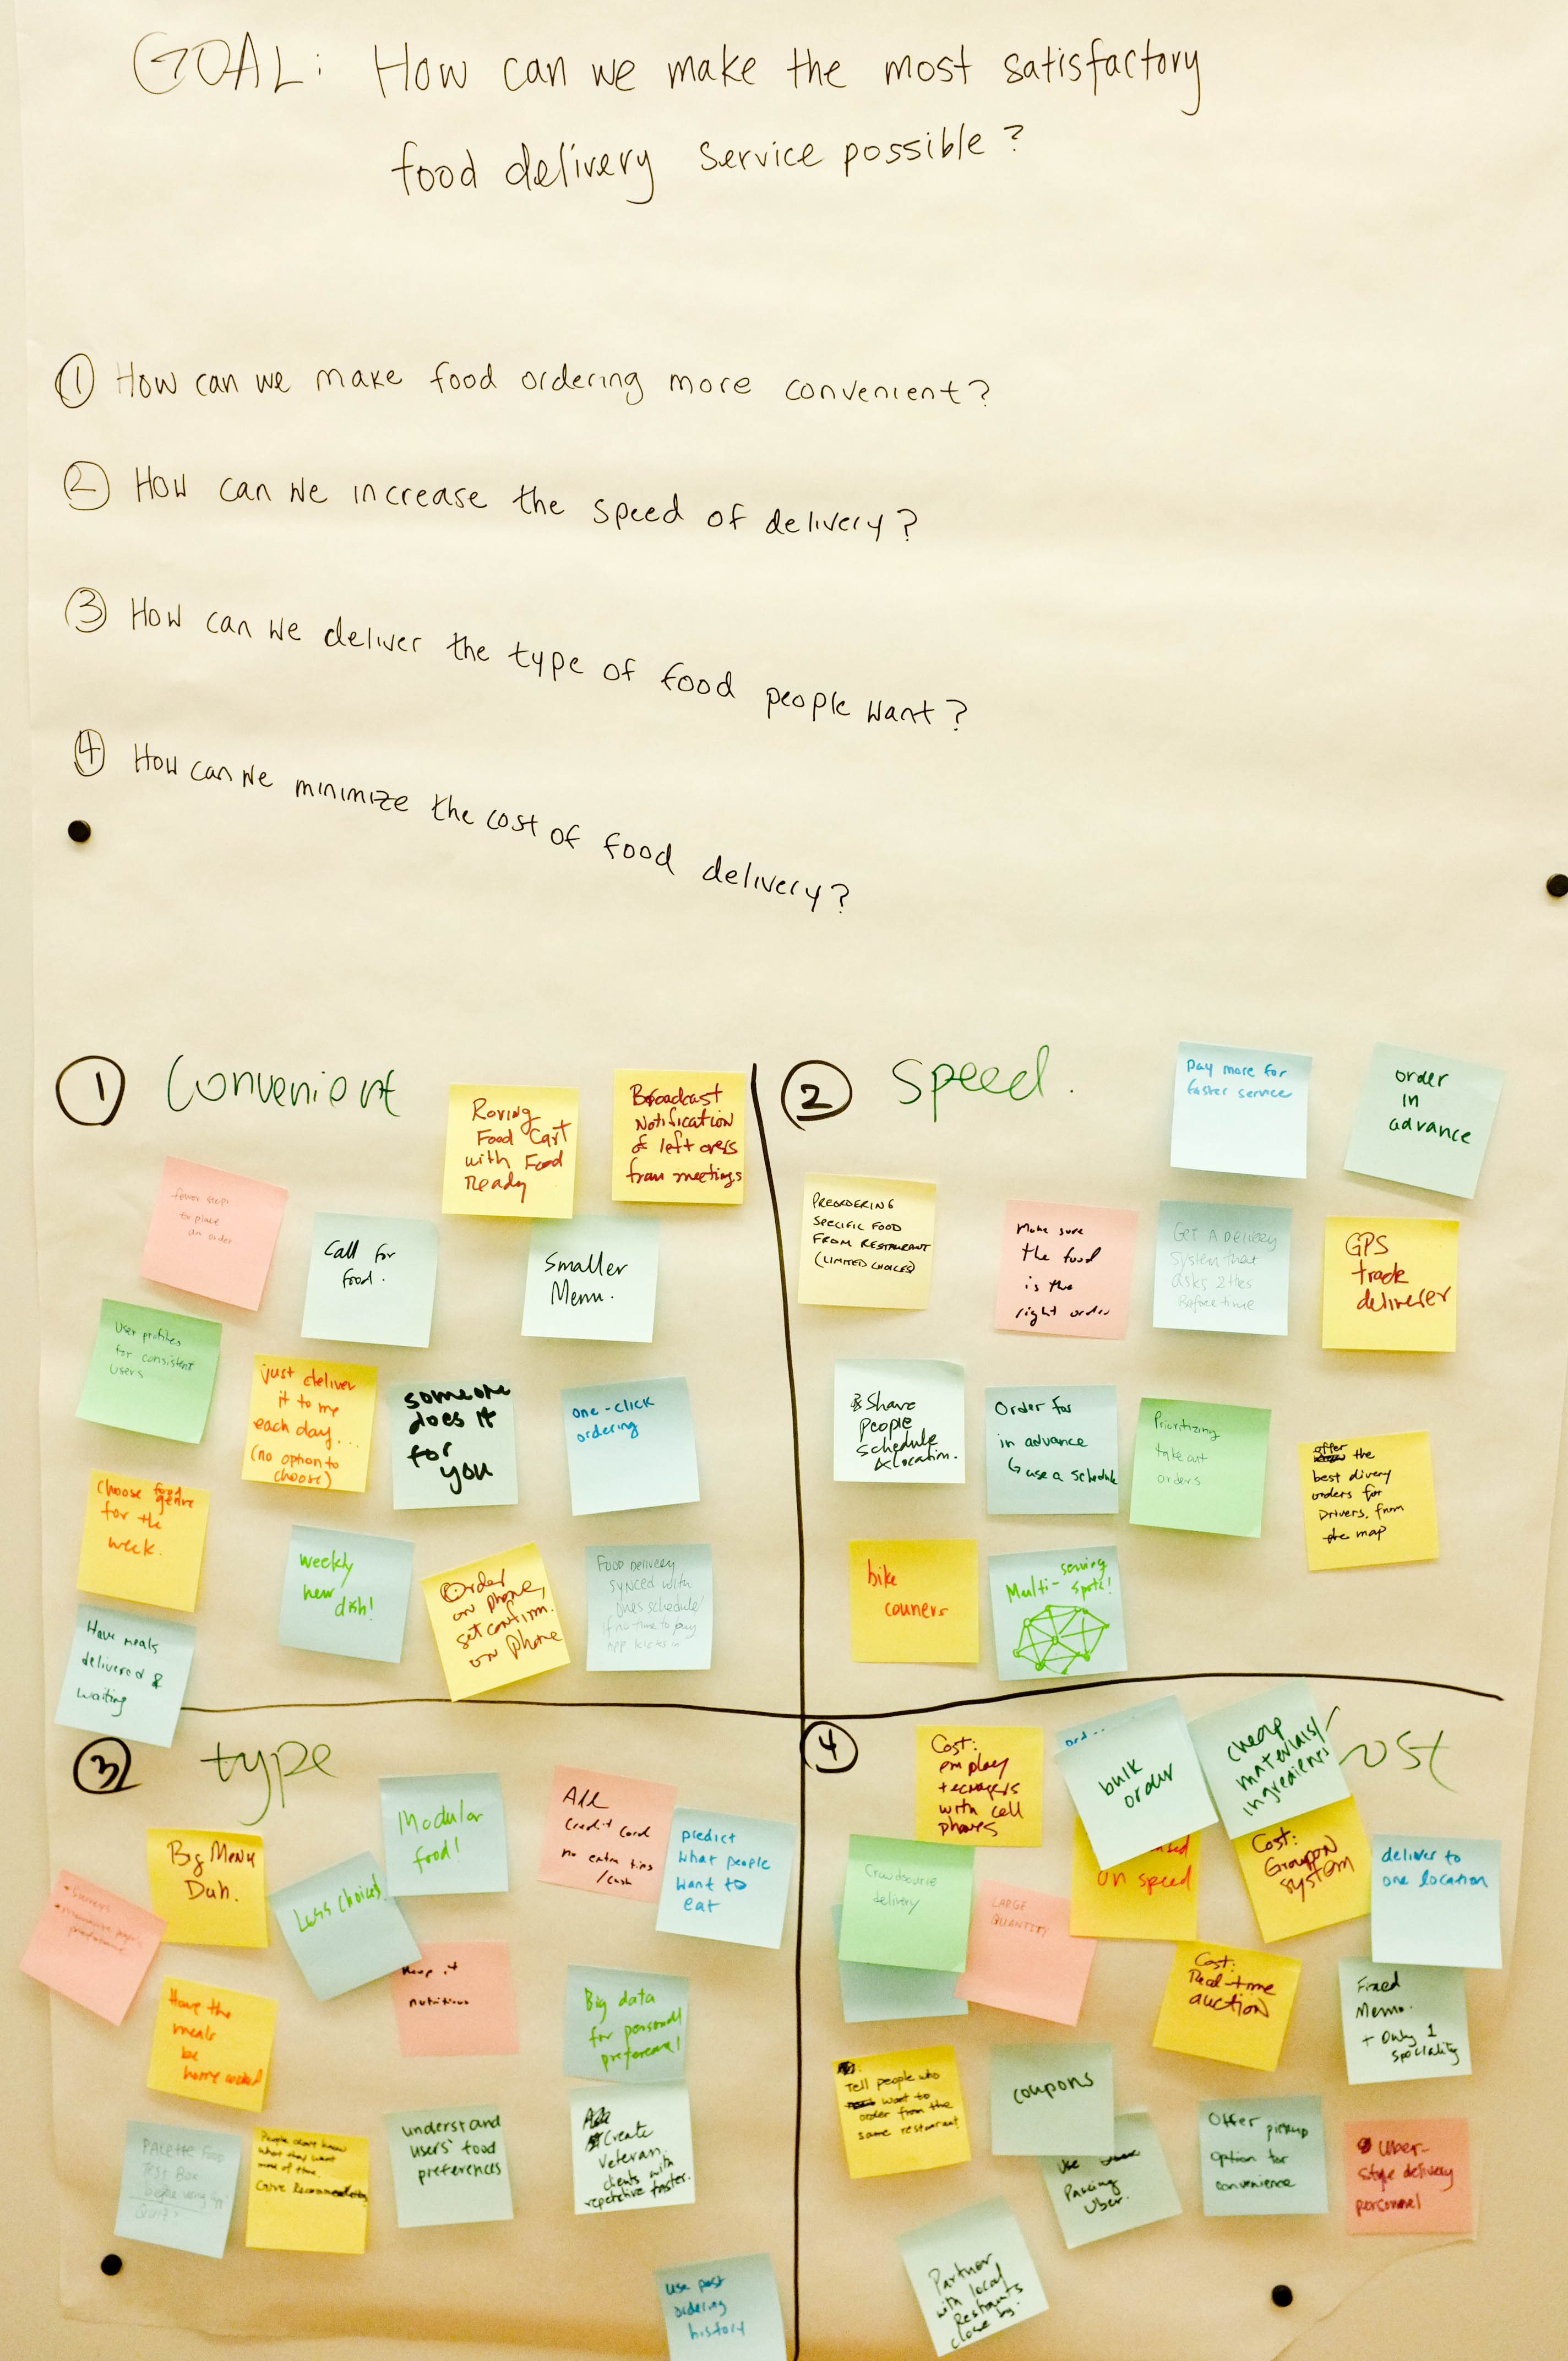 GOAL: How can we make the most satisfactory
food delivery service possible?
① How can we make food ordering more convenient?
② How can we increase the speed of delivery?
③ How can we deliver the type of food people want?
④ How can we minimize the cost of food delivery?
① Convenient
Roving
Food Cart
with Food
Ready
Broadcast
Notification
of left overs
from meetings
fewer steps
to place
an order
Call for
food.
Smaller
Menu.
User profiles
for consistent
users
just deliver
it to me
each day...
(no option to
choose)
someone
does it
for
you
one-click
ordering
Choose food
genre
for the
week.
weekly
new
dish!
Order
on phone,
get confirm.
on phone
Food delivery
synced with
ones schedule/
if no time to
app kicks in
Have meals
delivered &
waiting
② Speed.
pay more for
faster service
order
in
advance
PREORDERING
SPECIFIC FOOD
FROM RESTAURANT
(LIMITED CHOICES)
Make sure
the food
is the
right order
Get A Delivery
System that
asks
Before time
GPS
track
deliverer
Share
people
schedule
& location.
Order for
in advance
use a schedule
Prioritizing
take out
orders
offer the
best divery
orders for
Drivers. from
the map
bike
couriers
Multi-serving
spots!
③ type
Big Menu
Duh.
Modular
food!
Less choices!
Add
credit card
no extra tips
/cash
predict
what people
want to
eat
Have the
meals
be
home cooked
keep it
nutritious
Big data
for personal
preference!
PALETTE Food
Test Box
People don't know
what they want
most of time.
Give Recommendations
understand
users' food
preferences
Create
Veteran
clients with
repetitive faster.
use past
ordering
history
④ Cost
Cost:
employ
teenagers
with cell
phones
bulk
order
cheap
materials/
ingredients
Crowdsource
delivery
LARGE
QUANTITY
on speed
Cost:
Groupon
system
deliver to
one location
Cost:
Real-time
auction
Fixed
Menu.
+ Only 1
speciality
Tell people who
want to
order from the
same restaurant
coupons
use
Passing
Uber.
Offer pickup
option for
convenience
Uber-
style delivery
personnel
Partner
with local
Restraunts
close by.